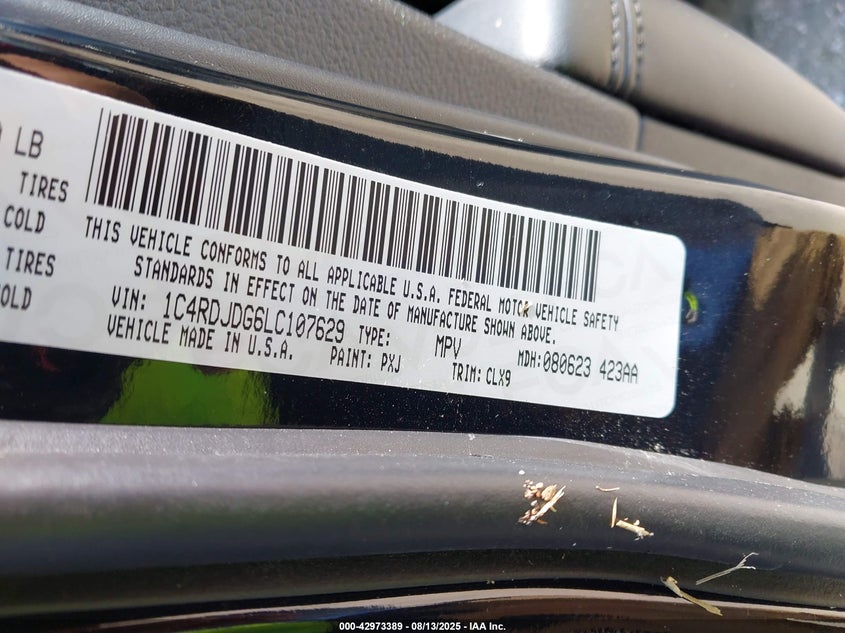 LB
TIRES
COLD
TIRES
COLD
THIS VEHICLE CONFORMS TO ALL APPLICABLE U.S.A. FEDERAL MOTOR VEHICLE SAFETY
STANDARDS IN EFFECT ON THE DATE OF MANUFACTURE SHOWN ABOVE.
VIN: 1C4RDJDG6LC107629 TYPE: MPV MDH:080623 423AA
VEHICLE MADE IN U.S.A. PAINT: PXJ TRIM: CLX9
000-42973389 - 08/13/2025 - IAA Inc.